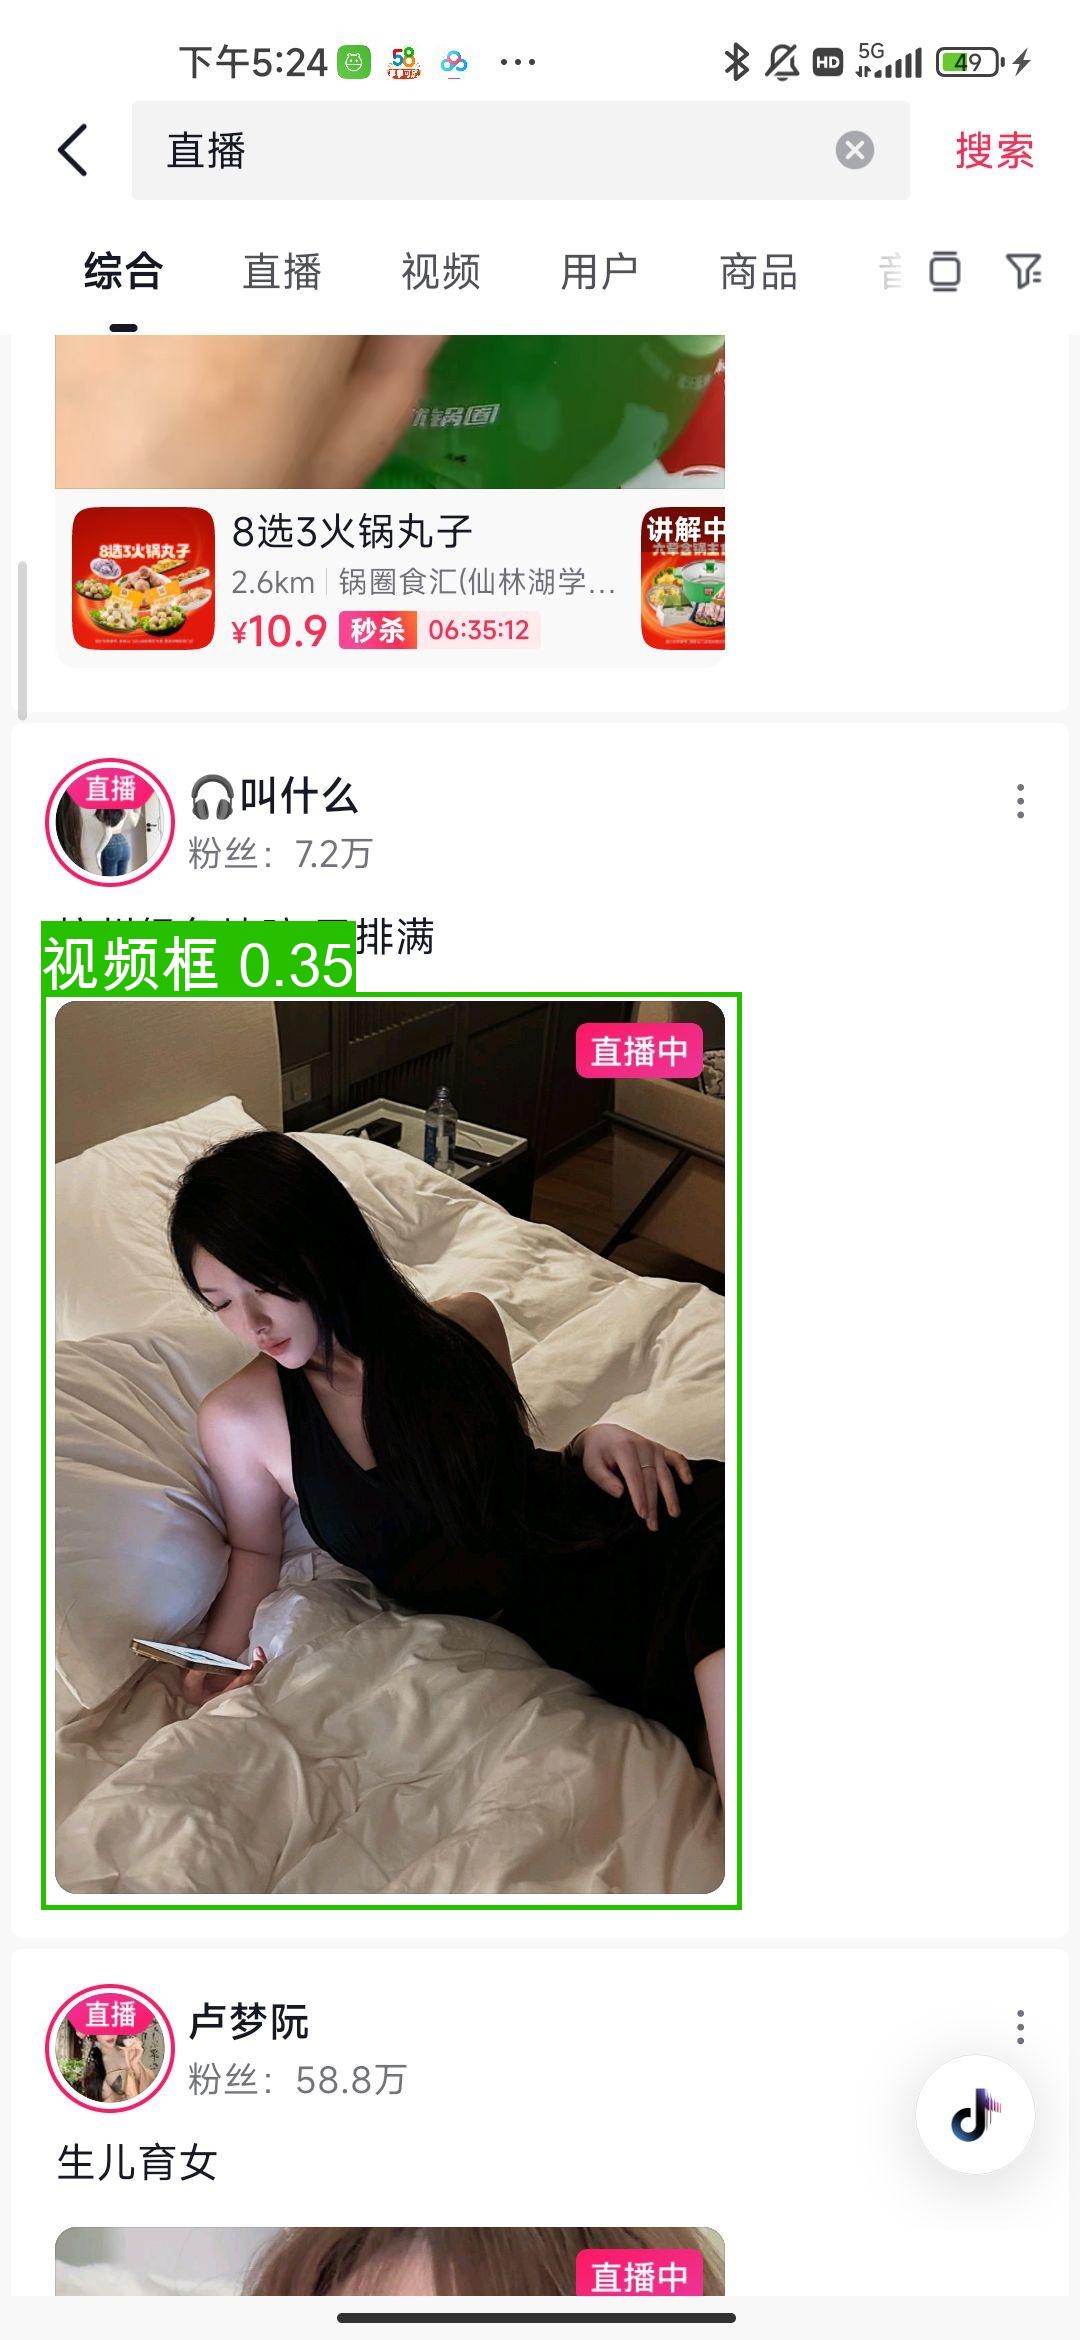 下午5:24 58 ... HD 5G 49
直播 搜索
综合 直播 视频 用户 商品
锅圈
8选3火锅丸子
8选3火锅丸子
讲解中
2.6km 锅圈食汇(仙林湖学...
¥10.9 秒杀 06:35:12
直播
🎧叫什么
粉丝：7.2万
排满
视频框 0.35
直播中
直播
卢梦阮
粉丝：58.8万
生儿育女
直播中